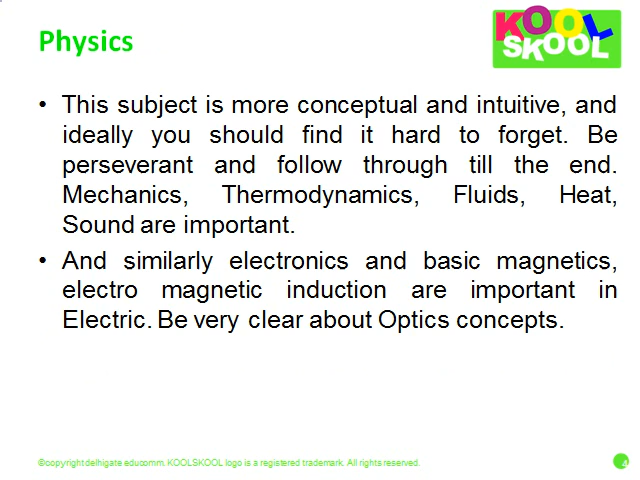 Physics
KOOL
SKOOL
• This subject is more conceptual and intuitive, and
ideally you should find it hard to forget. Be
perseverant and follow through till the end.
Mechanics, Thermodynamics, Fluids, Heat,
Sound are important.
• And similarly electronics and basic magnetics,
electro magnetic induction are important in
Electric. Be very clear about Optics concepts.
©copyright delhigate educomm. KOOLSKOOL logo is a registered trademark. All rights reserved.
4